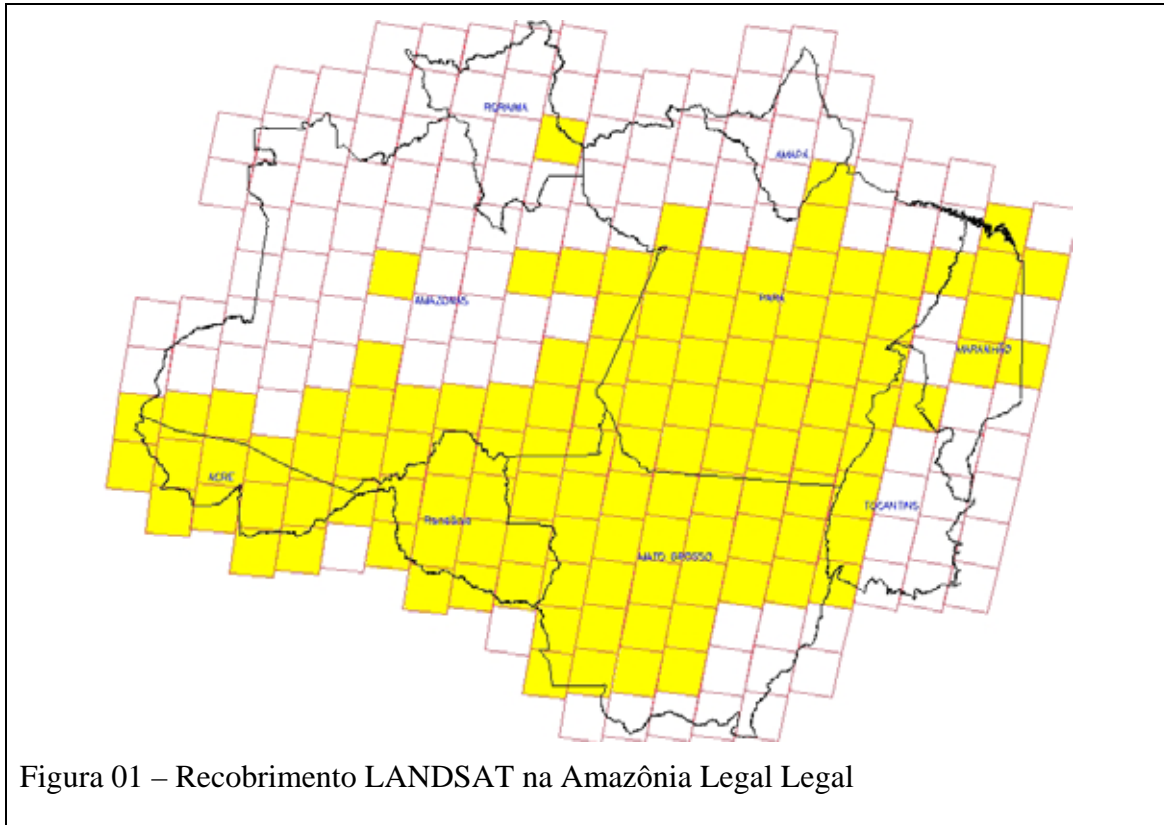 RORAIMA
AMAPÁ
AMAZONAS
PARÁ
MARANHÃO
ACRE
TOCANTINS
Rondônia
MATO GROSSO
Figura 01 – Recobrimento LANDSAT na Amazônia Legal Legal